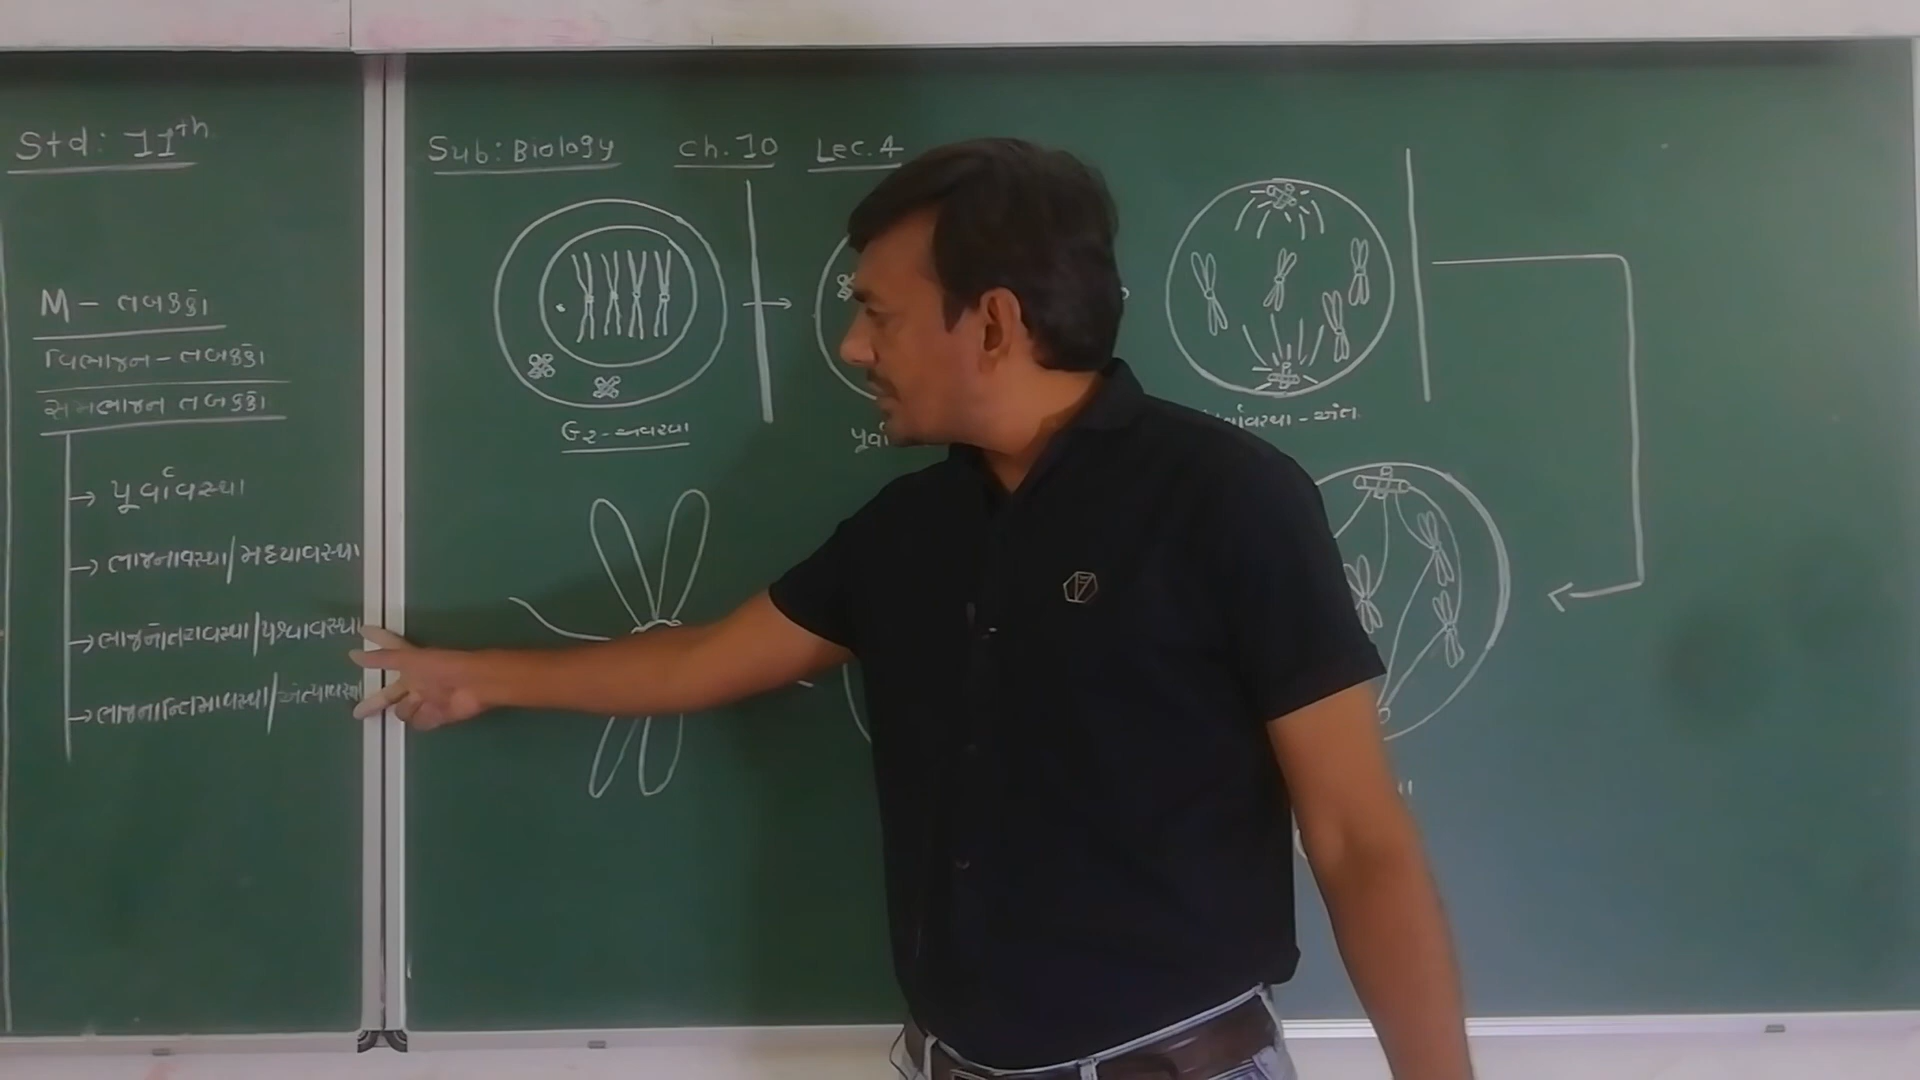 Std: 11th
Sub: Biology Ch. 10 Lec. 4
M - તબક્કો
વિભાજન - તબક્કો
સમભાજન તબક્કો
→ પૂર્વાવસ્થા
→ ભાજનાવસ્થા/મધ્યાવસ્થા
→ ભાજનોતરાવસ્થા/પશ્ચાવસ્થા
→ ભાજનાન્તિમાવસ્થા/અંત્યાવસ્થા
G2 - અવસ્થા